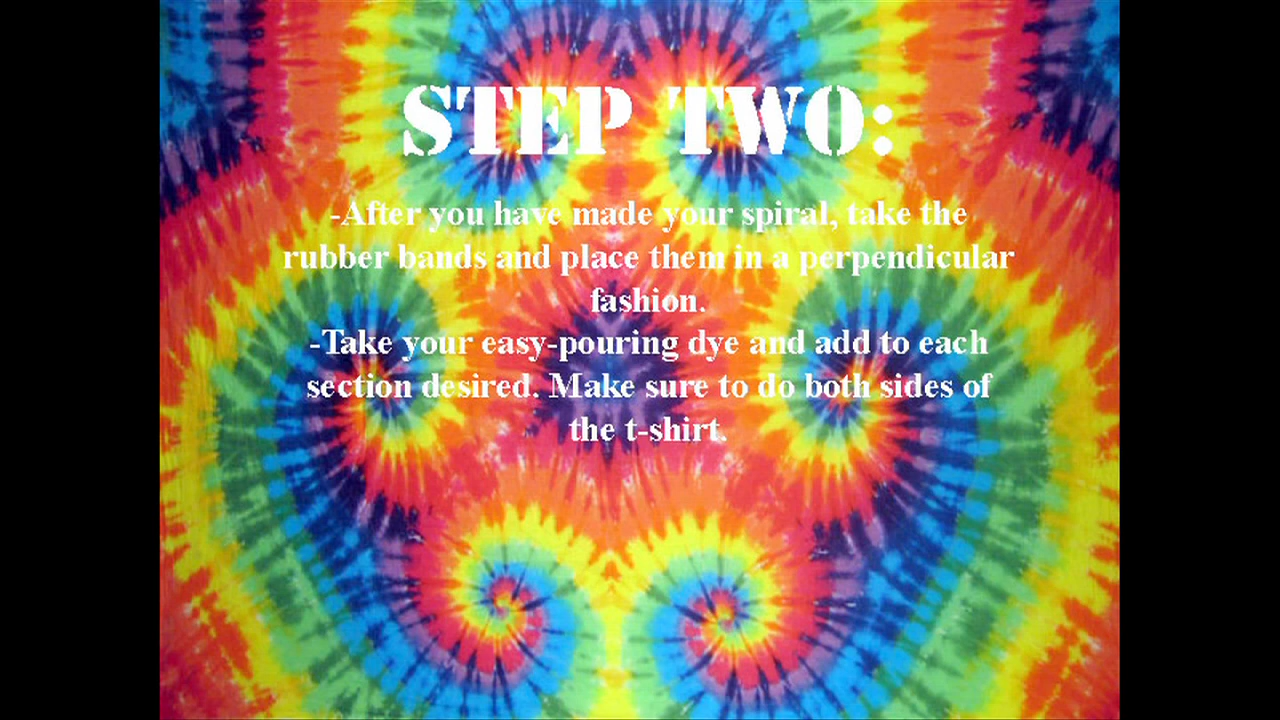 STEP TWO:
-After you have made your spiral, take the
rubber bands and place them in a perpendicular
fashion.
-Take your easy-pouring dye and add to each
section desired. Make sure to do both sides of
the t-shirt.